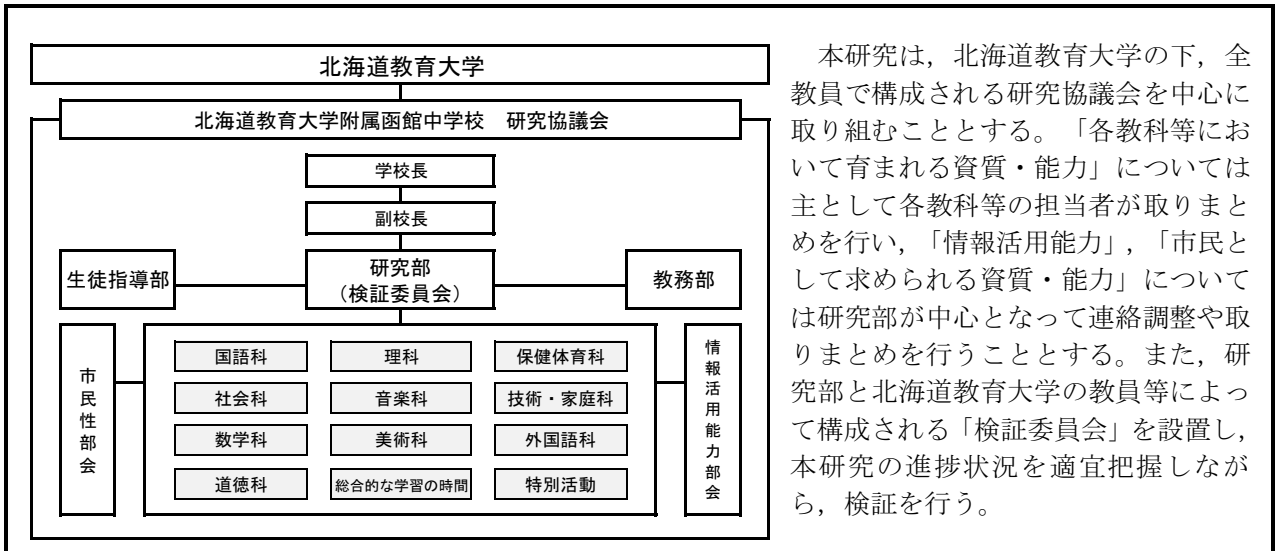 北海道教育大学
北海道教育大学附属函館中学校　研究協議会
学校長
副校長
生徒指導部
研究部
（検証委員会）
教務部
市民性部会
国語科
理科
保健体育科
社会科
音楽科
技術・家庭科
数学科
美術科
外国語科
道徳科
総合的な学習の時間
特別活動
情報活用能力部会
本研究は，北海道教育大学の下，全
教員で構成される研究協議会を中心に
取り組むこととする。「各教科等にお
いて育まれる資質・能力」については
主として各教科等の担当者が取りまと
めを行い，「情報活用能力」，「市民と
して求められる資質・能力」について
は研究部が中心となって連絡調整や取
りまとめを行うこととする。また，研
究部と北海道教育大学の教員等によっ
て構成される「検証委員会」を設置し，
本研究の進捗状況を適宜把握しなが
ら，検証を行う。